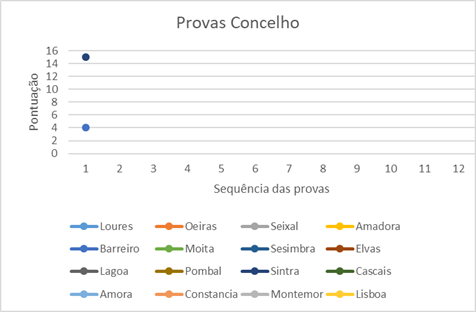 Provas Concelho
Pontuação
16
14
12
10
8
6
4
2
0
1 2 3 4 5 6 7 8 9 10 11 12
Sequência das provas
Loures Oeiras Seixal Amadora
Barreiro Moita Sesimbra Elvas
Lagoa Pombal Sintra Cascais
Amora Constancia Montemor Lisboa